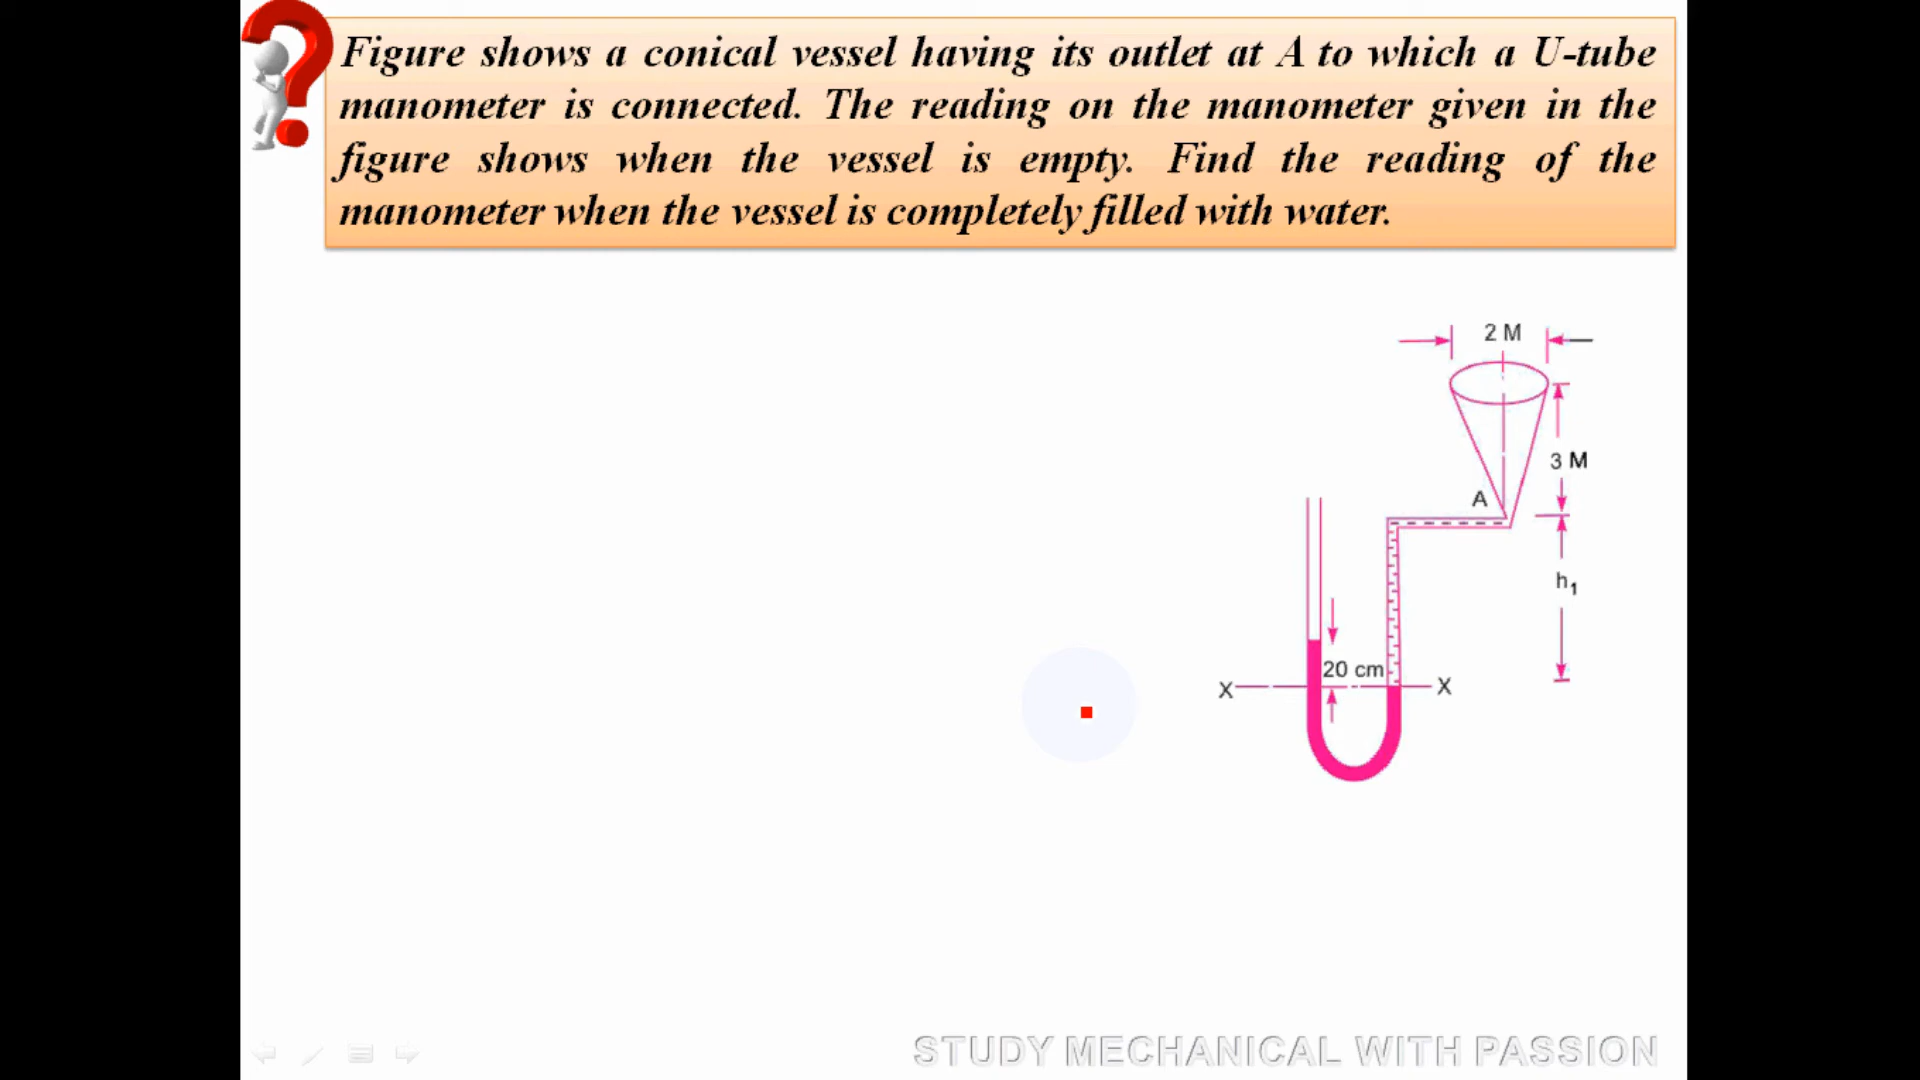 Figure shows a conical vessel having its outlet at A to which a U-tube
manometer is connected. The reading on the manometer given in the
figure shows when the vessel is empty. Find the reading of the
manometer when the vessel is completely filled with water.
2 M
3 M
A
h1
20 cm
X
X
STUDY MECHANICAL WITH PASSION